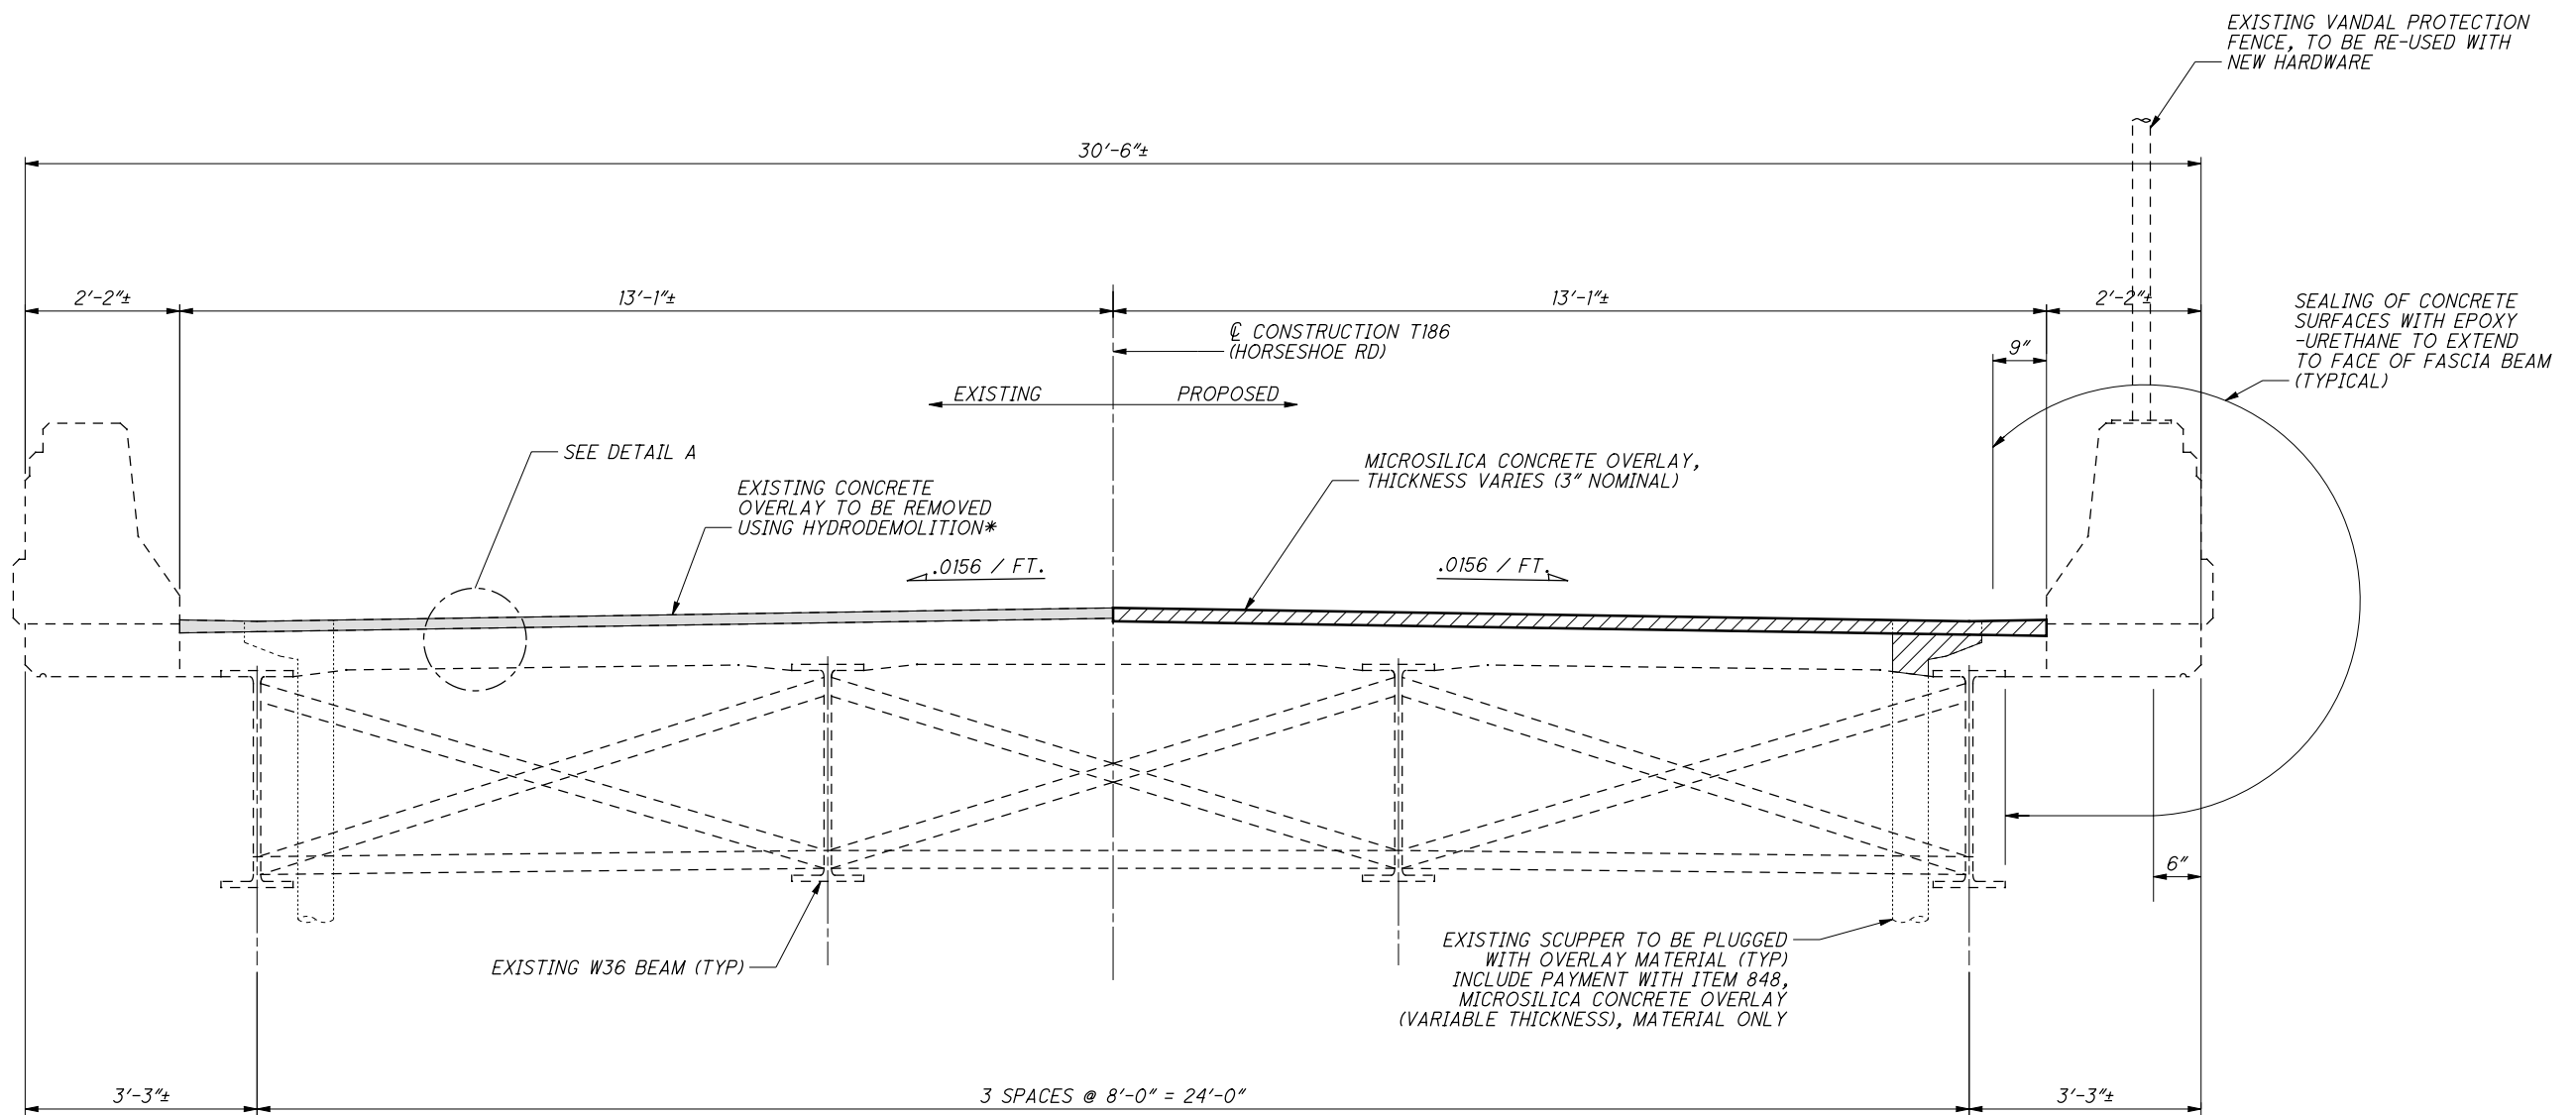 EXISTING VANDAL PROTECTION
FENCE, TO BE RE-USED WITH
NEW HARDWARE
30'-6"±
2'-2"±
13'-1"±
13'-1"±
2'-2"±
SEALING OF CONCRETE
SURFACES WITH EPOXY
-URETHANE TO EXTEND
TO FACE OF FASCIA BEAM
(TYPICAL)
℄ CONSTRUCTION T186
(HORSESHOE RD)
9"
EXISTING
PROPOSED
SEE DETAIL A
MICROSILICA CONCRETE OVERLAY,
THICKNESS VARIES (3" NOMINAL)
EXISTING CONCRETE
OVERLAY TO BE REMOVED
USING HYDRODEMOLITION*
.0156 / FT.
.0156 / FT.
6"
EXISTING W36 BEAM (TYP)
EXISTING SCUPPER TO BE PLUGGED
WITH OVERLAY MATERIAL (TYP)
INCLUDE PAYMENT WITH ITEM 848,
MICROSILICA CONCRETE OVERLAY
(VARIABLE THICKNESS), MATERIAL ONLY
3'-3"±
3 SPACES @ 8'-0" = 24'-0"
3'-3"±